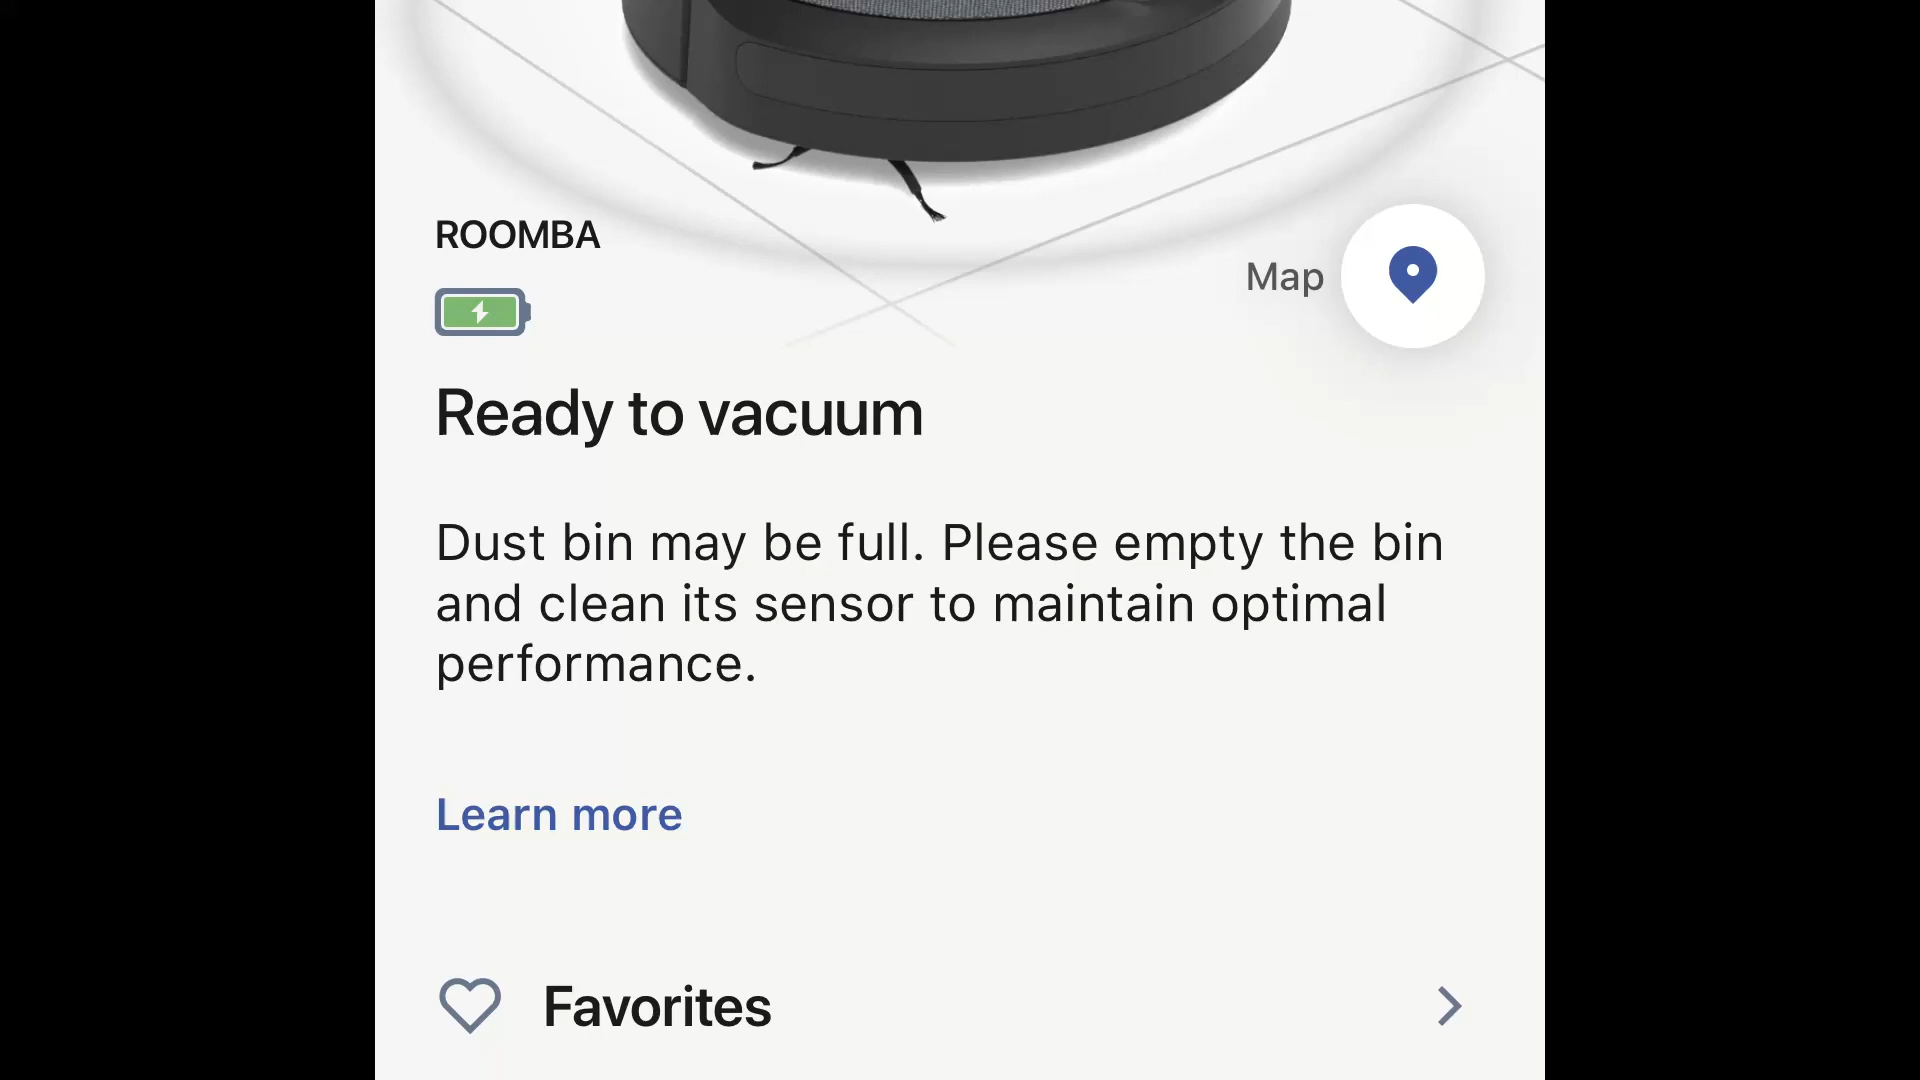 ROOMBA
Map
Ready to vacuum
Dust bin may be full. Please empty the bin
and clean its sensor to maintain optimal
performance.
Learn more
Favorites